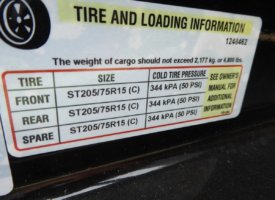 TIRE AND LOADING INFORMATION
1248462
The weight of cargo should not exceed 2,177 kg. or 4,800 lbs.
TIRE SIZE COLD TIRE PRESSURE SEE OWNER'S MANUAL FOR ADDITIONAL INFORMATION
FRONT ST205/75R15 (C) 344 kPA (50 PSI)
REAR ST205/75R15 (C) 344 kPA (50 PSI)
SPARE ST205/75R15 (C) 344 kPA (50 PSI)